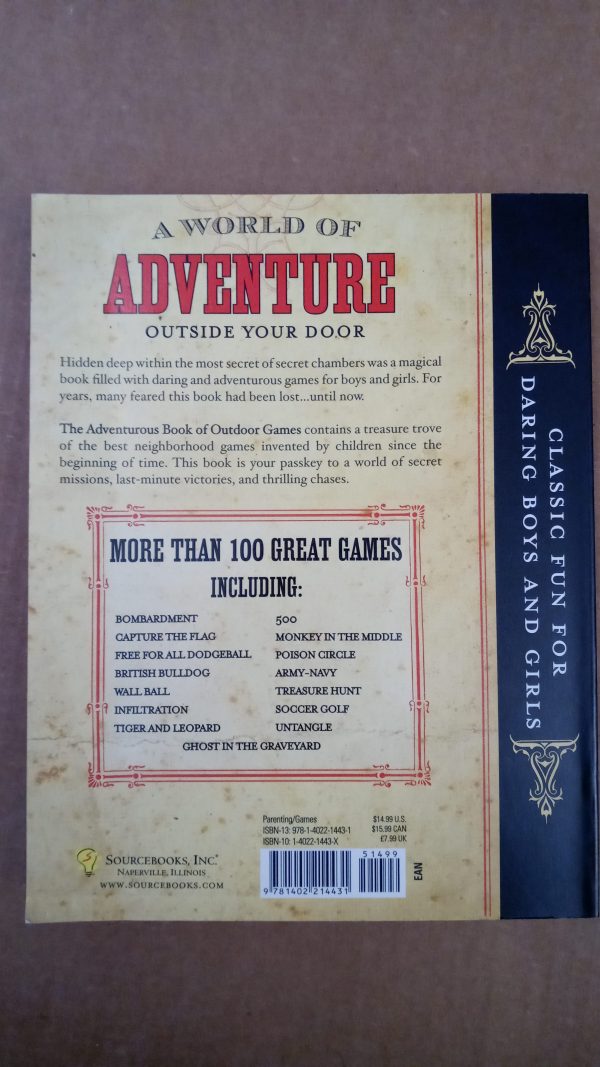 A WORLD OF
ADVENTURE
OUTSIDE YOUR DOOR
Hidden deep within the most secret of secret chambers was a magical
book filled with daring and adventurous games for boys and girls. For
years, many feared this book had been lost...until now.
The Adventurous Book of Outdoor Games contains a treasure trove
of the best neighborhood games invented by children since the
beginning of time. This book is your passkey to a world of secret
missions, last-minute victories, and thrilling chases.
MORE THAN 100 GREAT GAMES
INCLUDING:
BOMBARDMENT
CAPTURE THE FLAG
FREE FOR ALL DODGEBALL
BRITISH BULLDOG
WALL BALL
INFILTRATION
TIGER AND LEOPARD
500
MONKEY IN THE MIDDLE
POISON CIRCLE
ARMY-NAVY
TREASURE HUNT
SOCCER GOLF
UNTANGLE
GHOST IN THE GRAVEYARD
Parenting/Games
ISBN-13: 978-1-4022-1443-1
ISBN-10: 1-4022-1443-X
$14.99 U.S.
$15.99 CAN
£7.99 UK
51499
9 781402 214431
EAN
SOURCEBOOKS, INC.®
NAPERVILLE, ILLINOIS
WWW.SOURCEBOOKS.COM
CLASSIC FUN FOR
DARING BOYS AND GIRLS